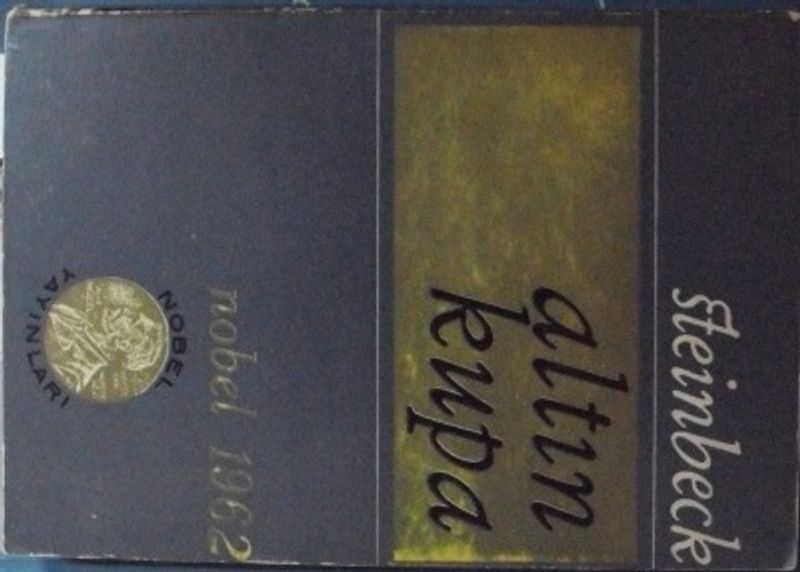 steinbeck
altın
kupa
nobel 1962
NOBEL
YAYINLARI